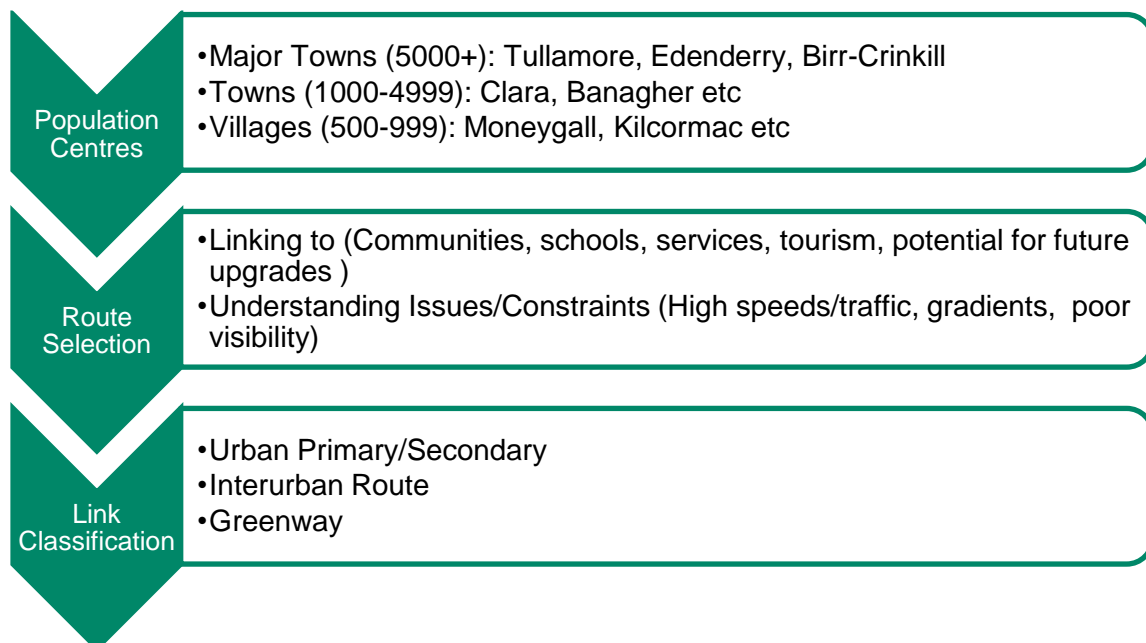 Population
Centres
•Major Towns (5000+): Tullamore, Edenderry, Birr-Crinkill
•Towns (1000-4999): Clara, Banagher etc
•Villages (500-999): Moneygall, Kilcormac etc
Route
Selection
•Linking to (Communities, schools, services, tourism, potential for future
upgrades )
•Understanding Issues/Constraints (High speeds/traffic, gradients,  poor
visibility)
Link
Classification
•Urban Primary/Secondary
•Interurban Route
•Greenway